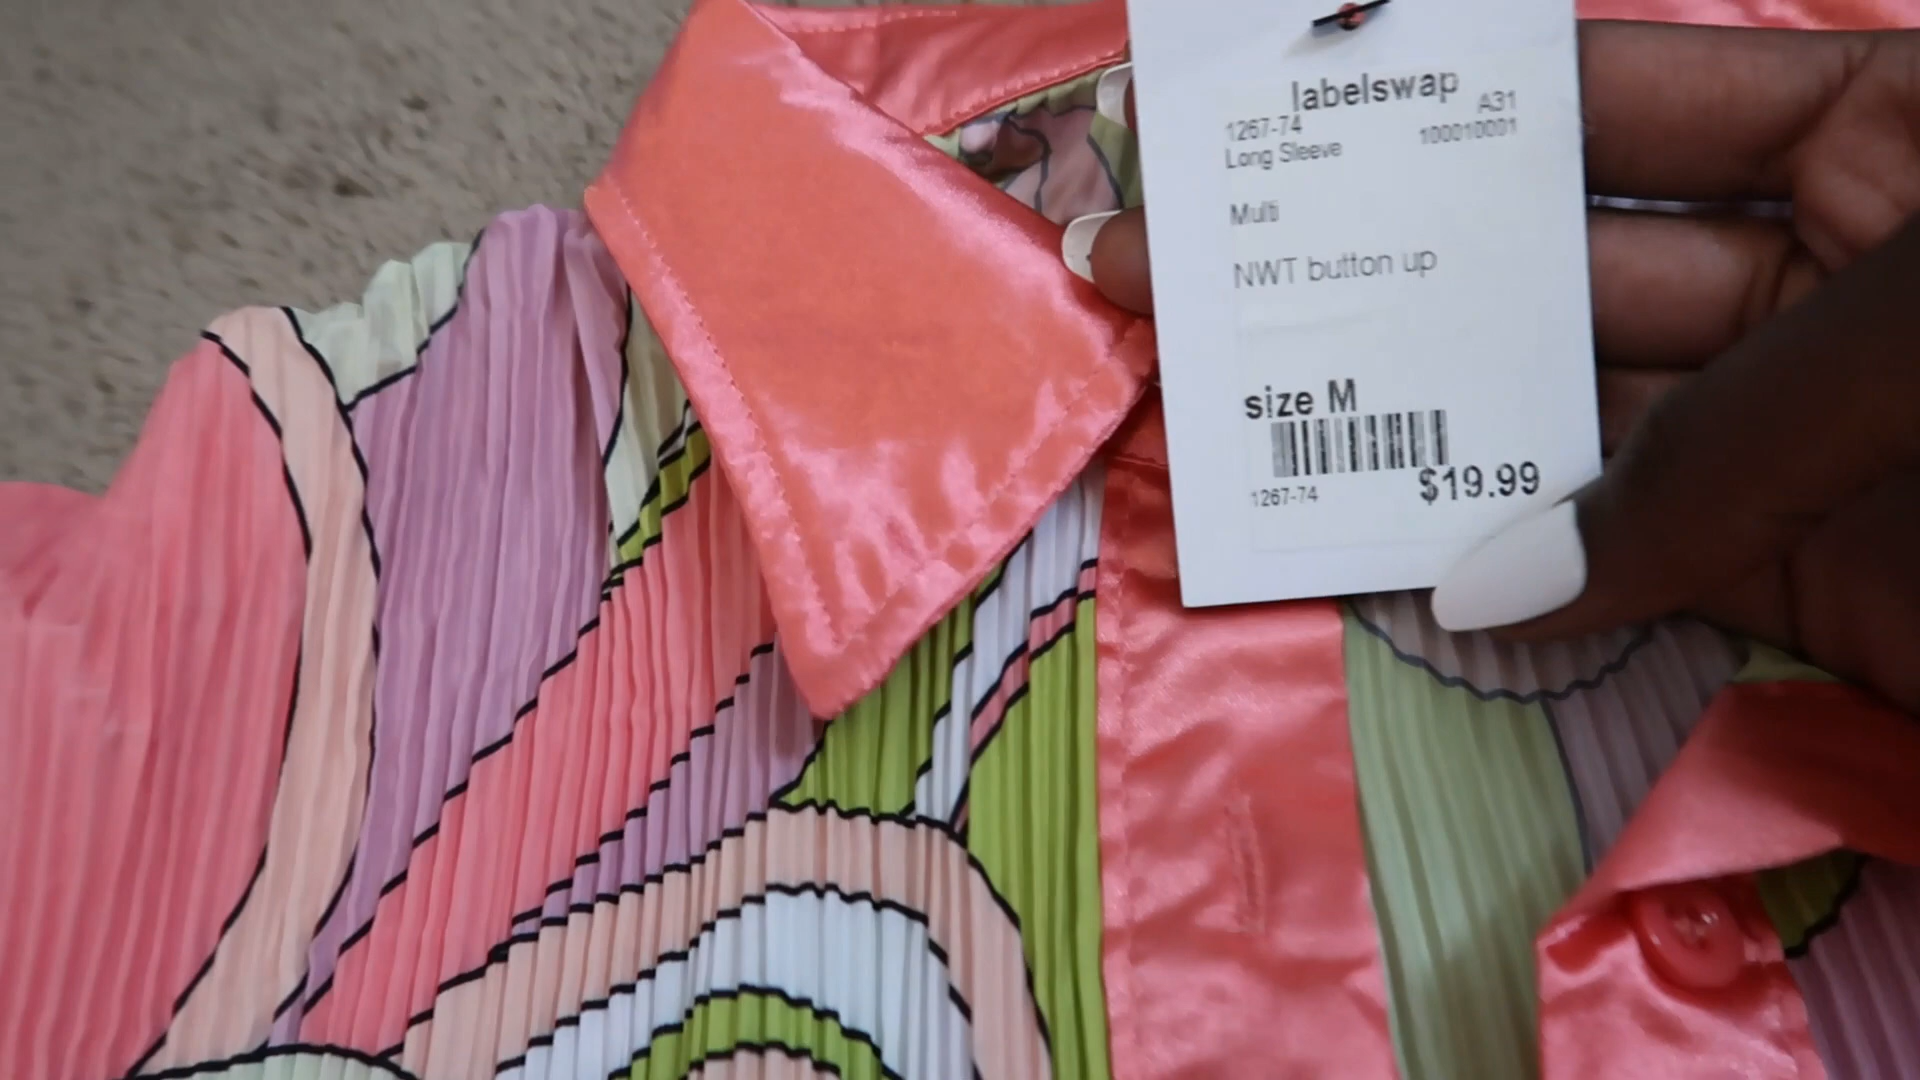 labelswap
1267-74 A31
Long Sleeve 100010001
Multi
NWT button up
size M
$19.99
1267-74